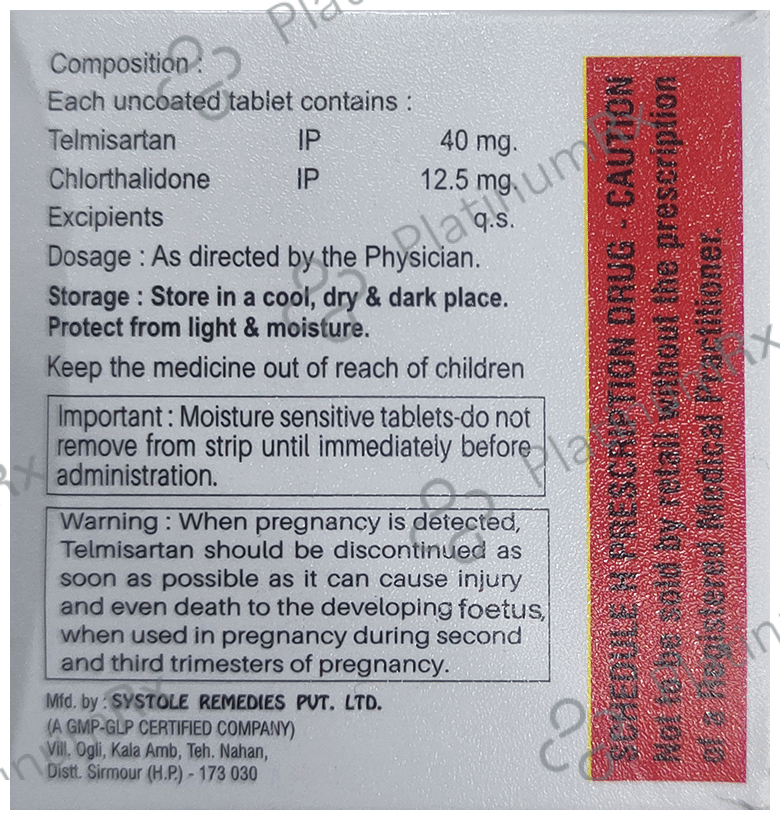 Composition :
Each uncoated tablet contains :
Telmisartan IP 40 mg.
Chlorthalidone IP 12.5 mg.
Excipients q.s.
Dosage : As directed by the Physician.
Storage : Store in a cool, dry & dark place.
Protect from light & moisture.
Keep the medicine out of reach of children
Important : Moisture sensitive tablets-do not
remove from strip until immediately before
administration.
Warning : When pregnancy is detected,
Telmisartan should be discontinued as
soon as possible as it can cause injury
and even death to the developing foetus,
when used in pregnancy during second
and third trimesters of pregnancy.
Mfd. by : SYSTOLE REMEDIES PVT. LTD.
(A GMP-GLP CERTIFIED COMPANY)
Vill. Ogli, Kala Amb, Teh. Nahan,
Distt. Sirmour (H.P.) - 173 030
SCHEDULE H PRESCRIPTION DRUG - CAUTION
Not to be sold by retail without the prescription
of a Registered Medical Practitioner.
PlatinumRx